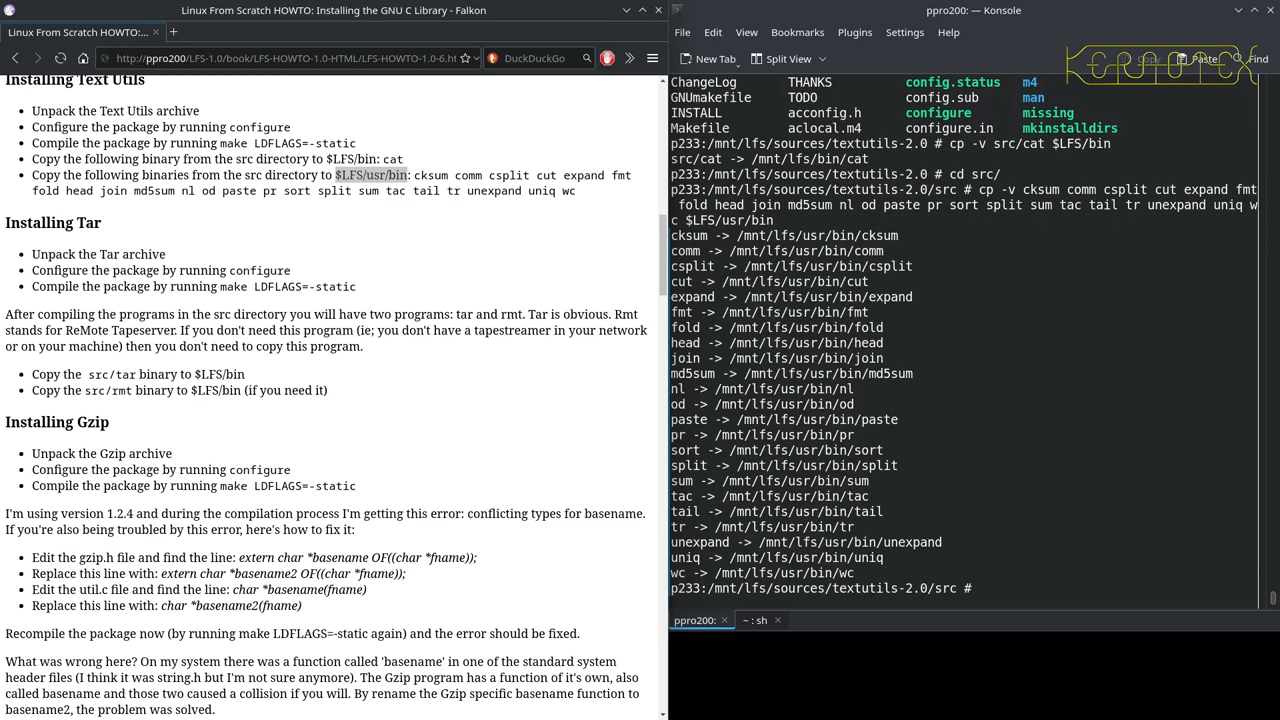 Linux From Scratch HOWTO: Installing the GNU C Library - Falkon
Linux From Scratch HOWTO:...
http://ppro200/LFS-1.0/book/LFS-HOWTO-1.0-HTML/LFS-HOWTO-1.0-6.ht
DuckDuckGo
Installing Text Utils
Unpack the Text Utils archive
Configure the package by running configure
Compile the package by running make LDFLAGS=-static
Copy the following binary from the src directory to $LFS/bin: cat
Copy the following binaries from the src directory to $LFS/usr/bin: cksum comm csplit cut expand fmt
fold head join md5sum nl od paste pr sort split sum tac tail tr unexpand uniq wc
Installing Tar
Unpack the Tar archive
Configure the package by running configure
Compile the package by running make LDFLAGS=-static
After compiling the programs in the src directory you will have two programs: tar and rmt. Tar is obvious. Rmt
stands for ReMote Tapeserver. If you don't need this program (ie; you don't have a tapestreamer in your network
or on your machine) then you don't need to copy this program.
Copy the src/tar binary to $LFS/bin
Copy the src/rmt binary to $LFS/bin (if you need it)
Installing Gzip
Unpack the Gzip archive
Configure the package by running configure
Compile the package by running make LDFLAGS=-static
I'm using version 1.2.4 and during the compilation process I'm getting this error: conflicting types for basename.
If you're also being troubled by this error, here's how to fix it:
Edit the gzip.h file and find the line: extern char *basename OF((char *fname));
Replace this line with: extern char *basename2 OF((char *fname));
Edit the util.c file and find the line: char *basename(fname)
Replace this line with: char *basename2(fname)
Recompile the package now (by running make LDFLAGS=-static again) and the error should be fixed.
What was wrong here? On my system there was a function called 'basename' in one of the standard system
header files (I think it was string.h but I'm not sure anymore). The Gzip program has a function of it's own, also
called basename and those two caused a collision if you will. By rename the Gzip specific basename function to
basename2, the problem was solved.
ppro200: — Konsole
File Edit View Bookmarks Plugins Settings Help
New Tab Split View Copy Paste Find
ChangeLog THANKS config.status m4
GNUmakefile TODO config.sub man
INSTALL acconfig.h configure missing
Makefile aclocal.m4 configure.in mkinstalldirs
p233:/mnt/lfs/sources/textutils-2.0 # cp -v src/cat $LFS/bin
src/cat -> /mnt/lfs/bin/cat
p233:/mnt/lfs/sources/textutils-2.0 # cd src/
p233:/mnt/lfs/sources/textutils-2.0/src # cp -v cksum comm csplit cut expand fmt
fold head join md5sum nl od paste pr sort split sum tac tail tr unexpand uniq w
c $LFS/usr/bin
cksum -> /mnt/lfs/usr/bin/cksum
comm -> /mnt/lfs/usr/bin/comm
csplit -> /mnt/lfs/usr/bin/csplit
cut -> /mnt/lfs/usr/bin/cut
expand -> /mnt/lfs/usr/bin/expand
fmt -> /mnt/lfs/usr/bin/fmt
fold -> /mnt/lfs/usr/bin/fold
head -> /mnt/lfs/usr/bin/head
join -> /mnt/lfs/usr/bin/join
md5sum -> /mnt/lfs/usr/bin/md5sum
nl -> /mnt/lfs/usr/bin/nl
od -> /mnt/lfs/usr/bin/od
paste -> /mnt/lfs/usr/bin/paste
pr -> /mnt/lfs/usr/bin/pr
sort -> /mnt/lfs/usr/bin/sort
split -> /mnt/lfs/usr/bin/split
sum -> /mnt/lfs/usr/bin/sum
tac -> /mnt/lfs/usr/bin/tac
tail -> /mnt/lfs/usr/bin/tail
tr -> /mnt/lfs/usr/bin/tr
unexpand -> /mnt/lfs/usr/bin/unexpand
uniq -> /mnt/lfs/usr/bin/uniq
wc -> /mnt/lfs/usr/bin/wc
p233:/mnt/lfs/sources/textutils-2.0/src #
ppro200: ~ : sh